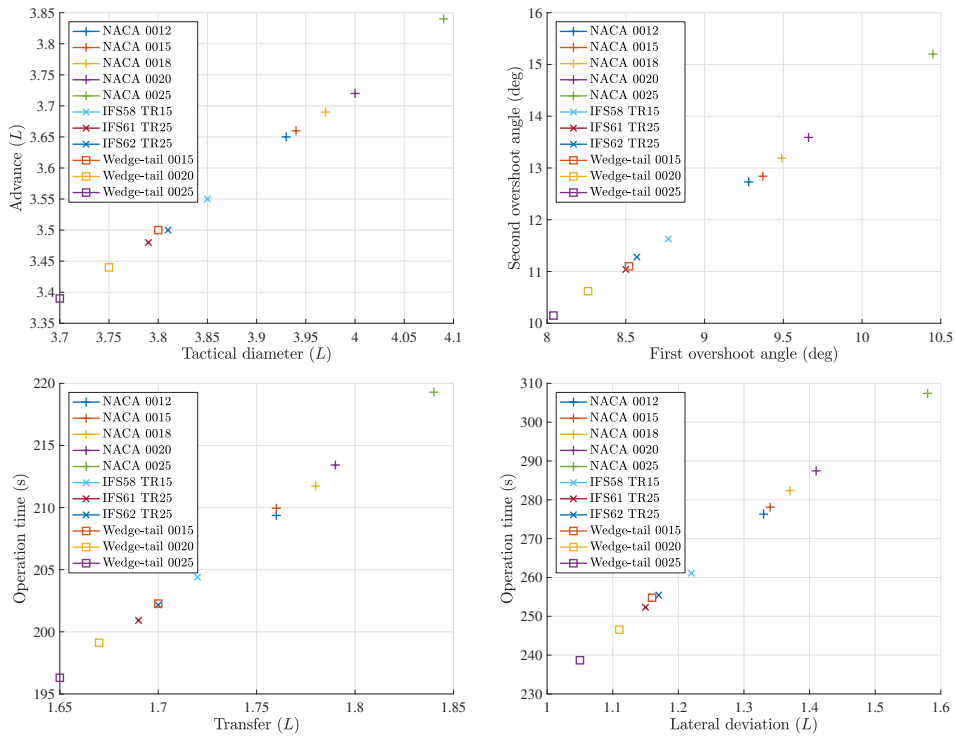 3.85
3.8
3.75
3.7
3.65
3.6
3.55
3.5
3.45
3.4
3.35
Advance (L)
NACA 0012
NACA 0015
NACA 0018
NACA 0020
NACA 0025
IFS58 TR15
IFS61 TR25
IFS62 TR25
Wedge-tail 0015
Wedge-tail 0020
Wedge-tail 0025
3.7 3.75 3.8 3.85 3.9 3.95 4 4.05 4.1
Tactical diameter (L)
16
15
14
13
12
11
10
Second overshoot angle (deg)
NACA 0012
NACA 0015
NACA 0018
NACA 0020
NACA 0025
IFS58 TR15
IFS61 TR25
IFS62 TR25
Wedge-tail 0015
Wedge-tail 0020
Wedge-tail 0025
8 8.5 9 9.5 10 10.5
First overshoot angle (deg)
220
215
210
205
200
195
Operation time (s)
NACA 0012
NACA 0015
NACA 0018
NACA 0020
NACA 0025
IFS58 TR15
IFS61 TR25
IFS62 TR25
Wedge-tail 0015
Wedge-tail 0020
Wedge-tail 0025
1.65 1.7 1.75 1.8 1.85
Transfer (L)
310
300
290
280
270
260
250
240
230
Operation time (s)
NACA 0012
NACA 0015
NACA 0018
NACA 0020
NACA 0025
IFS58 TR15
IFS61 TR25
IFS62 TR25
Wedge-tail 0015
Wedge-tail 0020
Wedge-tail 0025
1 1.1 1.2 1.3 1.4 1.5 1.6
Lateral deviation (L)